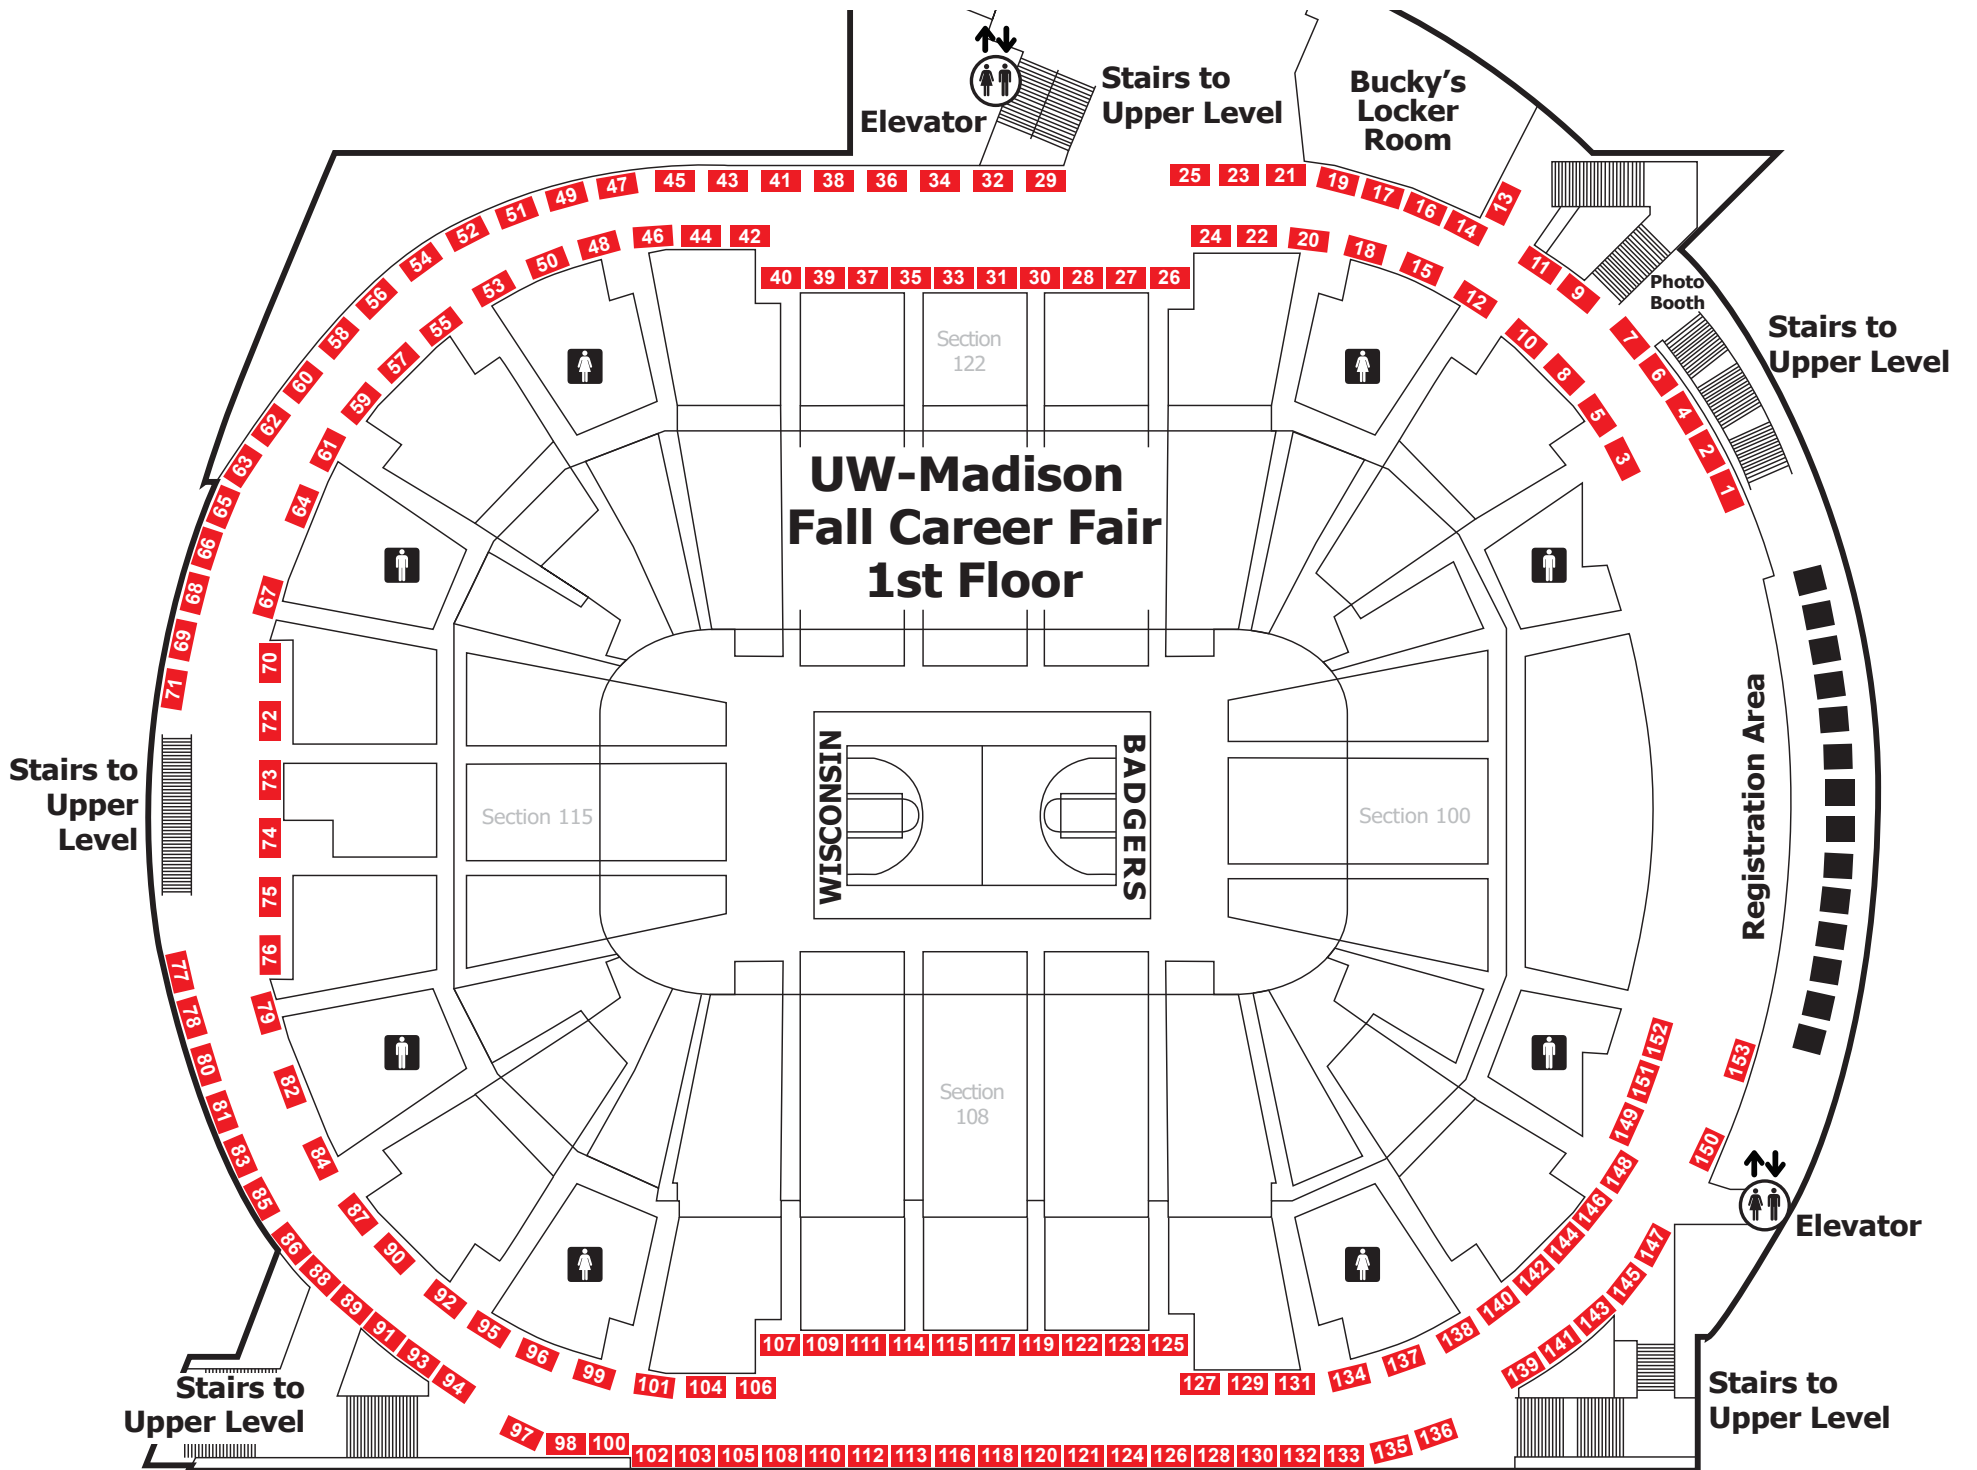 Stairs to
Upper Level
Elevator
Bucky's
Locker
Room
45 43 41 38 36 34 32 29
25 23 21 19 17 16 14 13
47
49
51
52
54
56
58
60
62
63
65
66
68
69
71
46 44 42
48
50
53
55
57
59
61
64
67
40 39 37 35 33 31 30 28 27 26
24 22 20 18 15 12 10 8 5 3
11 9 7 6 4 2 1
Photo
Booth
Stairs to
Upper Level
Section
122
UW-Madison
Fall Career Fair
1st Floor
70
72
73
74
75
76
Stairs to
Upper
Level
Section 115
WISCONSIN
BADGERS
Section 100
Registration Area
77
78
80
81
83
85
86
88
89
91
93
94
79
82
84
87
90
92
95
96
99
101 104 106
Section
108
107 109 111 114 115 117 119 122 123 125
127 129 131 134 137 138 140 142 144 146 148 149 151 152
153
150
Elevator
147
145
143
141
139
Stairs to
Upper Level
Stairs to
Upper Level
97 98 100 102 103 105 108 110 112 113 116 118 120 121 124 126 128 130 132 133 135 136